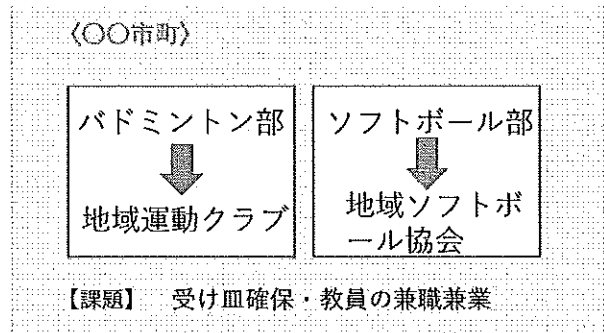 〈〇〇市町〉
バドミントン部
地域運動クラブ
ソフトボール部
地域ソフトボ
ール協会
【課題】 受け皿確保・教員の兼職兼業